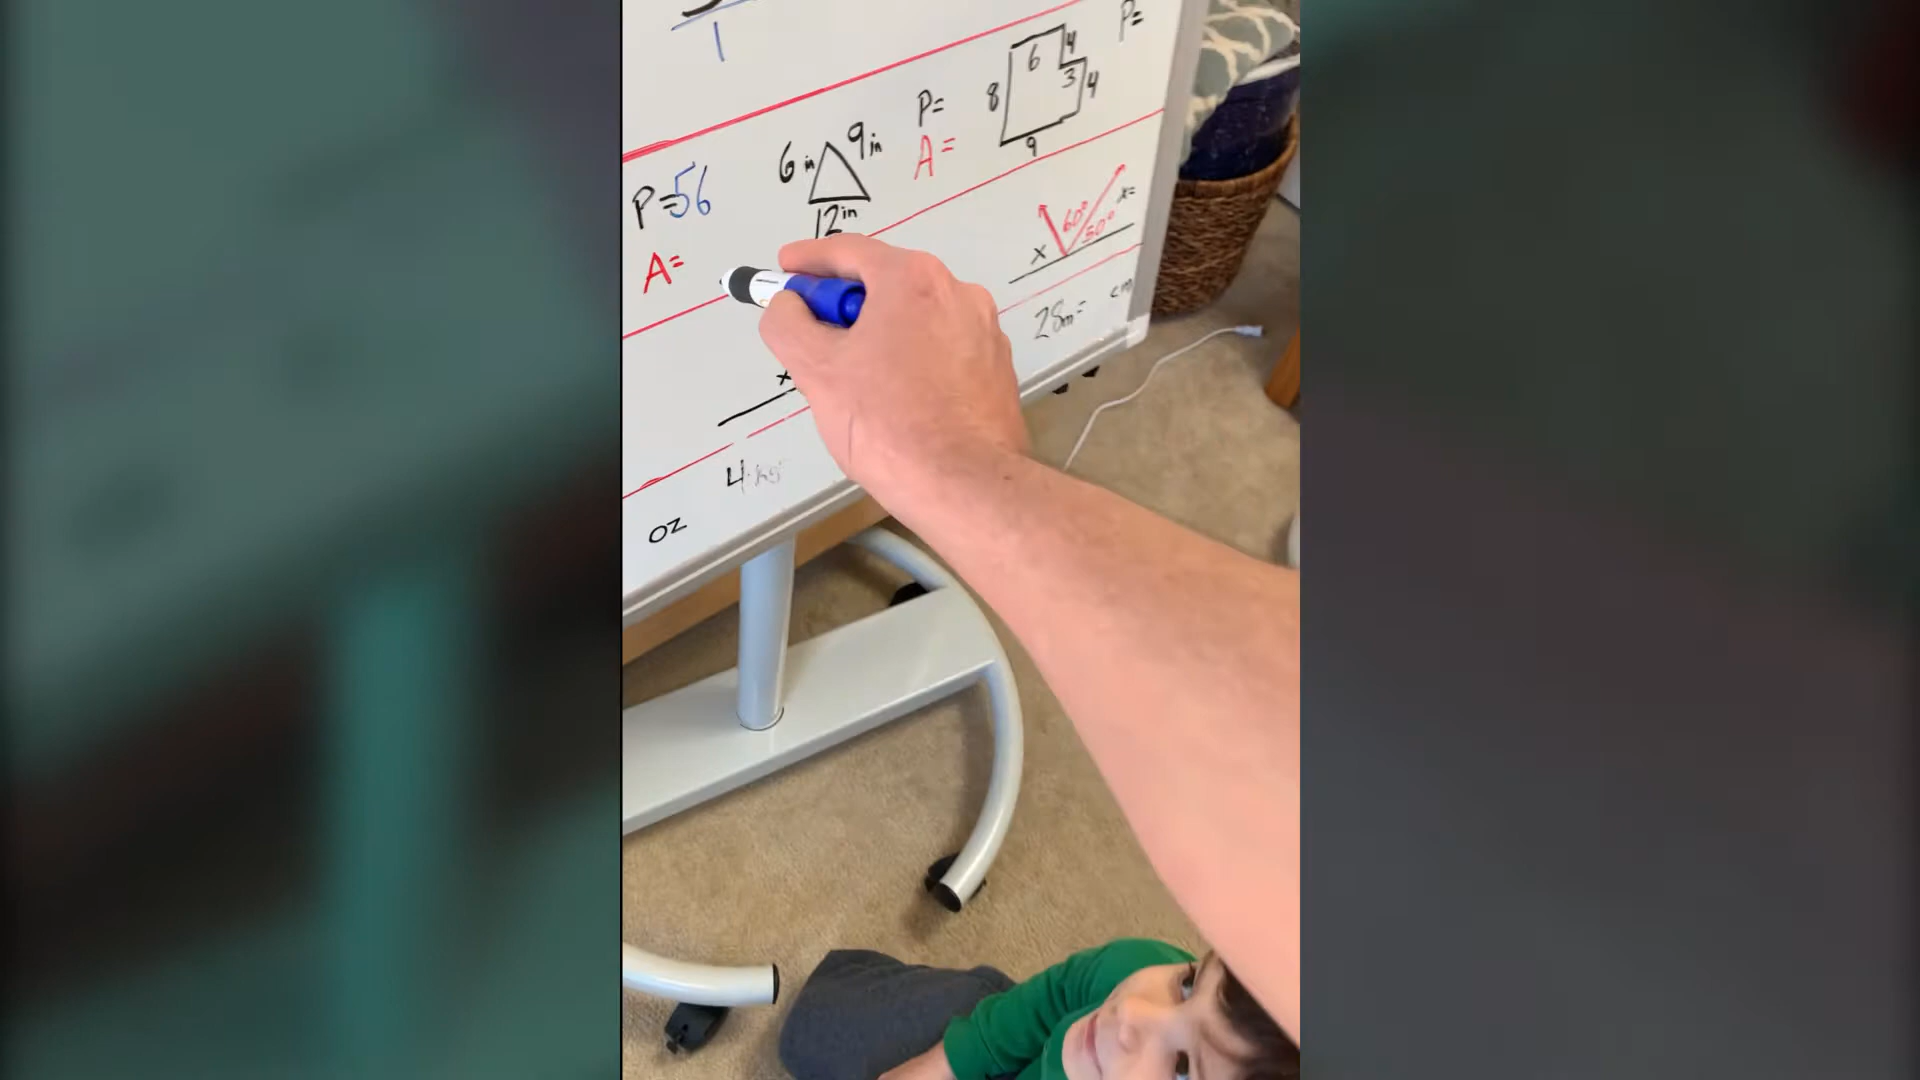 1
P=
6
4
3
4
8
9
P=
A=
6 in
9 in
12 in
P=56
A=
x=
60°
50°
x
28m= cm
x
4
oz